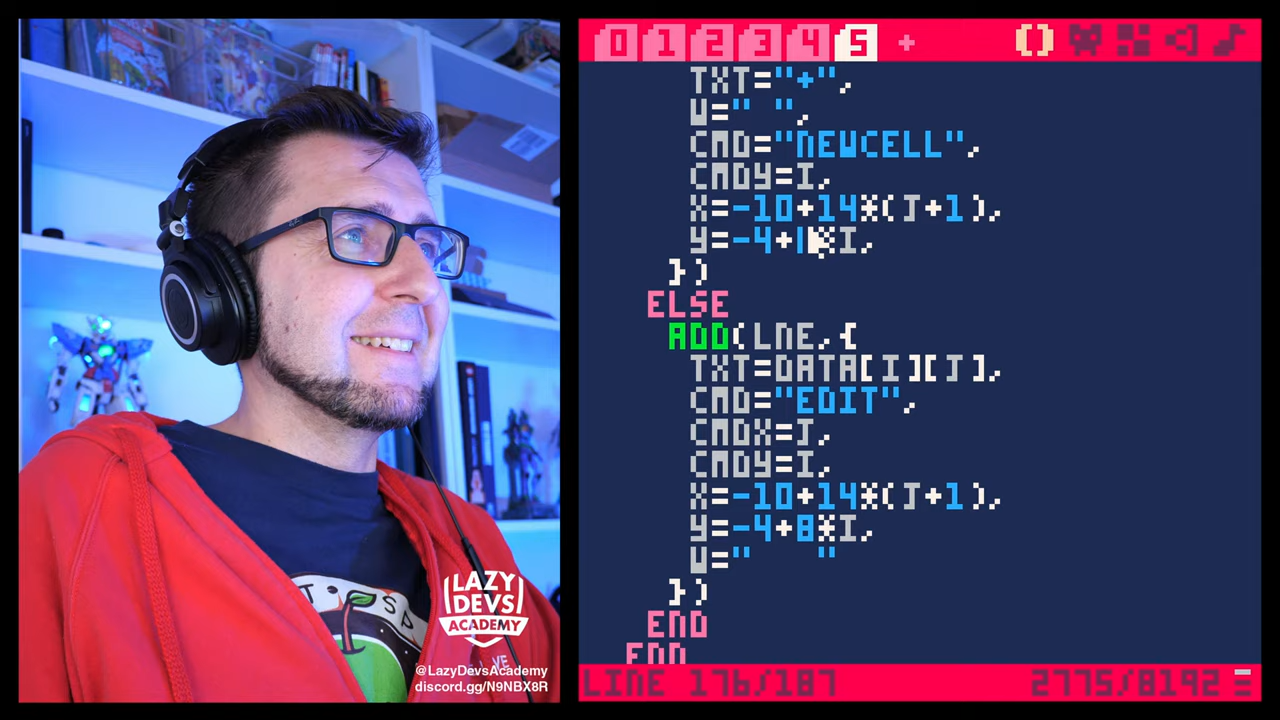 0 1 2 3 4 5 + ()
TXT="+",
W=" ",
CMD="NEWCELL",
CMDY=I,
X=-10+14*(J+1),
Y=-4+ *I,
})
ELSE
ADD(LNE,{
TXT=DATA[I][J],
CMD="EDIT",
CMDX=J,
CMDY=I,
X=-10+14*(J+1),
Y=-4+8*I,
W="    "
})
END
END
LINE 176/187 2775/8192
LAZY
DEVS
ACADEMY
@LazyDevsAcademy
discord.gg/N9NBX8R